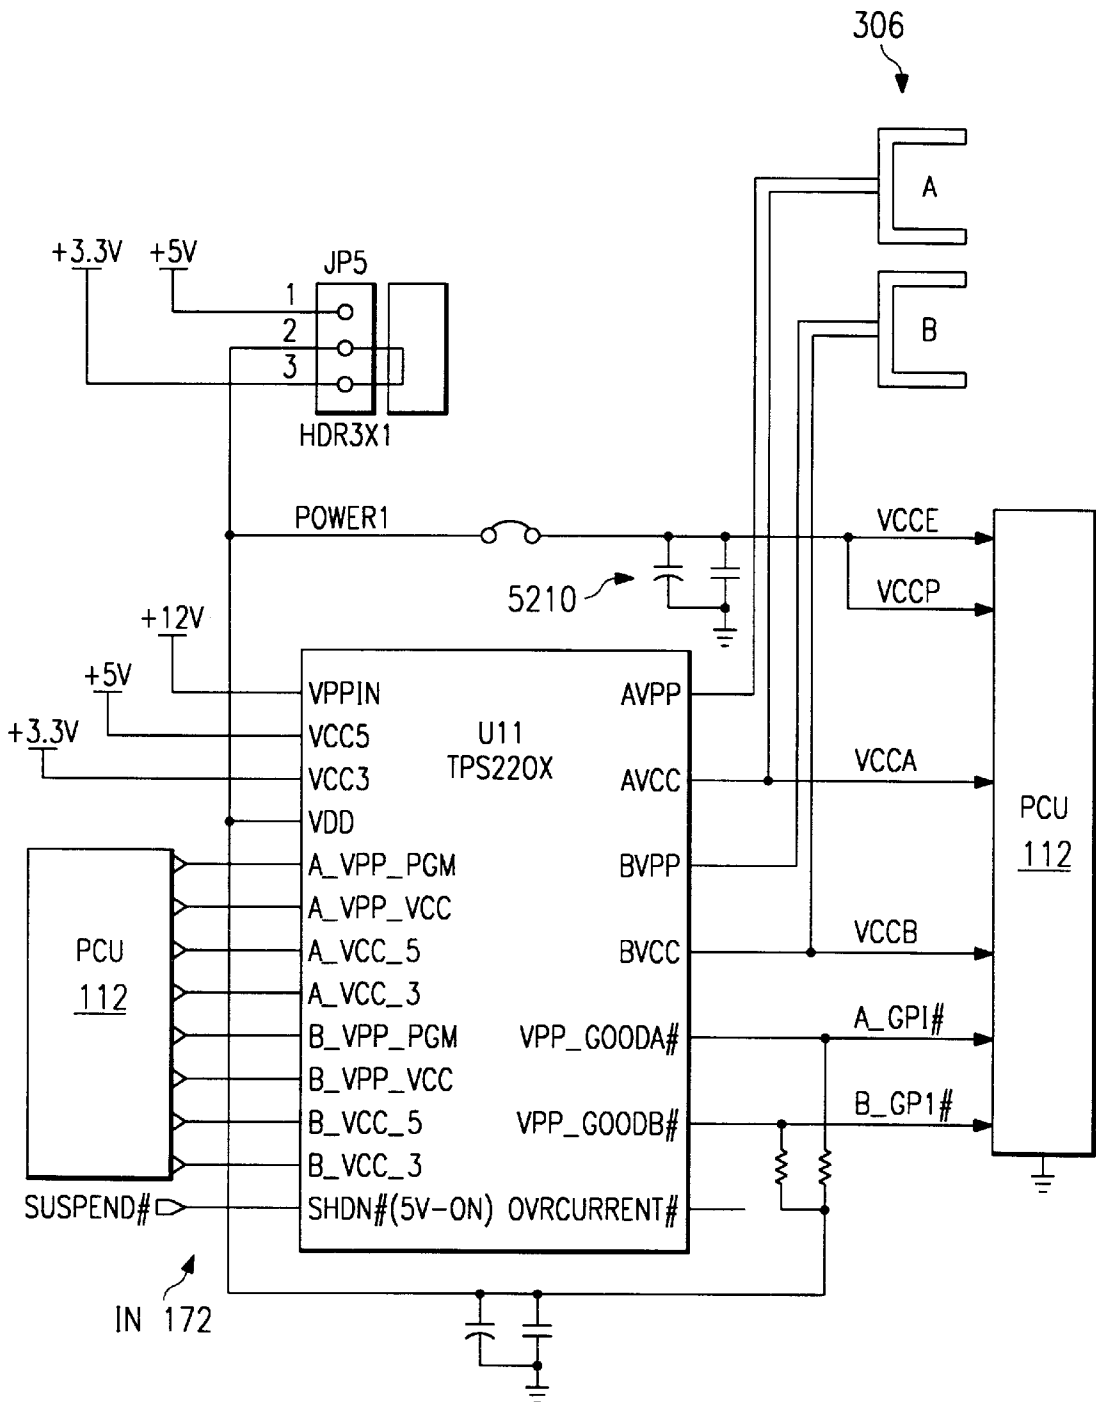 306
A
B
+3.3V +5V
JP5
1
2
3
HDR3X1
POWER1
5210
VCCE
VCCP
+12V
+5V
+3.3V
VPPIN
VCC5
VCC3
VDD
A_VPP_PGM
A_VPP_VCC
A_VCC_5
A_VCC_3
B_VPP_PGM
B_VPP_VCC
B_VCC_5
B_VCC_3
SHDN#(5V-ON)
U11
TPS220X
AVPP
AVCC
BVPP
BVCC
VPP_GOODA#
VPP_GOODB#
OVRCURRENT#
VCCA
VCCB
A_GPI#
B_GP1#
PCU
112
PCU
112
SUSPEND#
IN 172